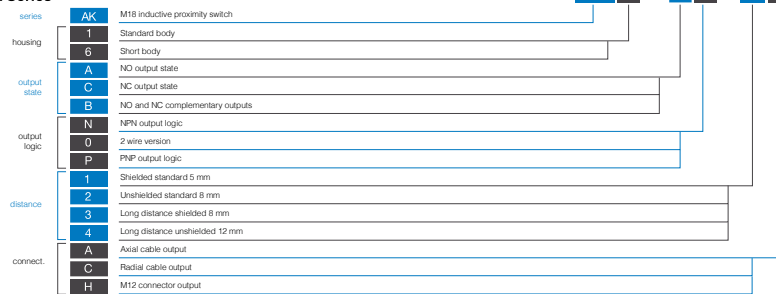 series AK M18 inductive proximity switch
housing
1 Standard body
6 Short body
output state
A NO output state
C NC output state
B NO and NC complementary outputs
output logic
N NPN output logic
0 2 wire version
P PNP output logic
distance
1 Shielded standard 5 mm
2 Unshielded standard 8 mm
3 Long distance shielded 8 mm
4 Long distance unshielded 12 mm
connect.
A Axial cable output
C Radial cable output
H M12 connector output